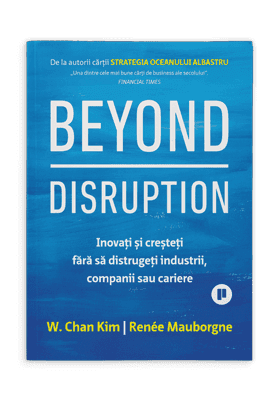 De la autorii cărții STRATEGIA OCEANULUI ALBASTRU
„Una dintre cele mai bune cărți de business ale secolului”.
FINANCIAL TIMES
BEYOND
DISRUPTION
Inovați și creșteți
fără să distrugeți industrii,
companii sau cariere
W. Chan Kim | Renée Mauborgne